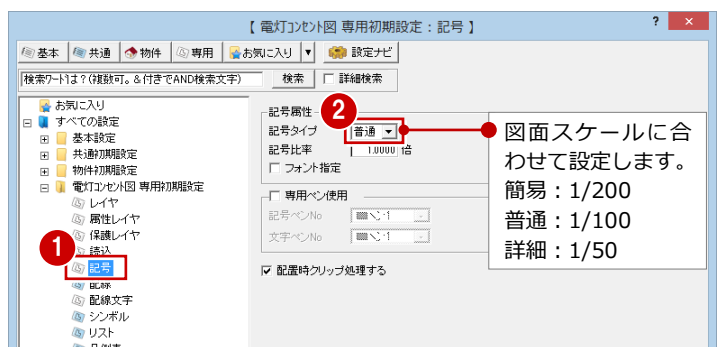 【 電灯コンセント図 専用初期設定：記号 】
?
×
基本
共通
物件
専用
お気に入り
▼
設定ナビ
検索ワードは？(複数可。&付きでAND検索文字)
検索
詳細検索
お気に入り
すべての設定
基本設定
共通初期設定
物件初期設定
電灯コンセント図 専用初期設定
レイヤ
属性レイヤ
保護レイヤ
読込
1
記号
配線
配線文字
シンボル
リスト
凡例表
記号属性
2
記号タイプ
普通
記号比率
1.0000
倍
フォント指定
専用ペン使用
記号ペンNo
ペン:1
文字ペンNo
ペン:1
配置時クリップ処理する
図面スケールに合
わせて設定します。
簡易：1/200
普通：1/100
詳細：1/50